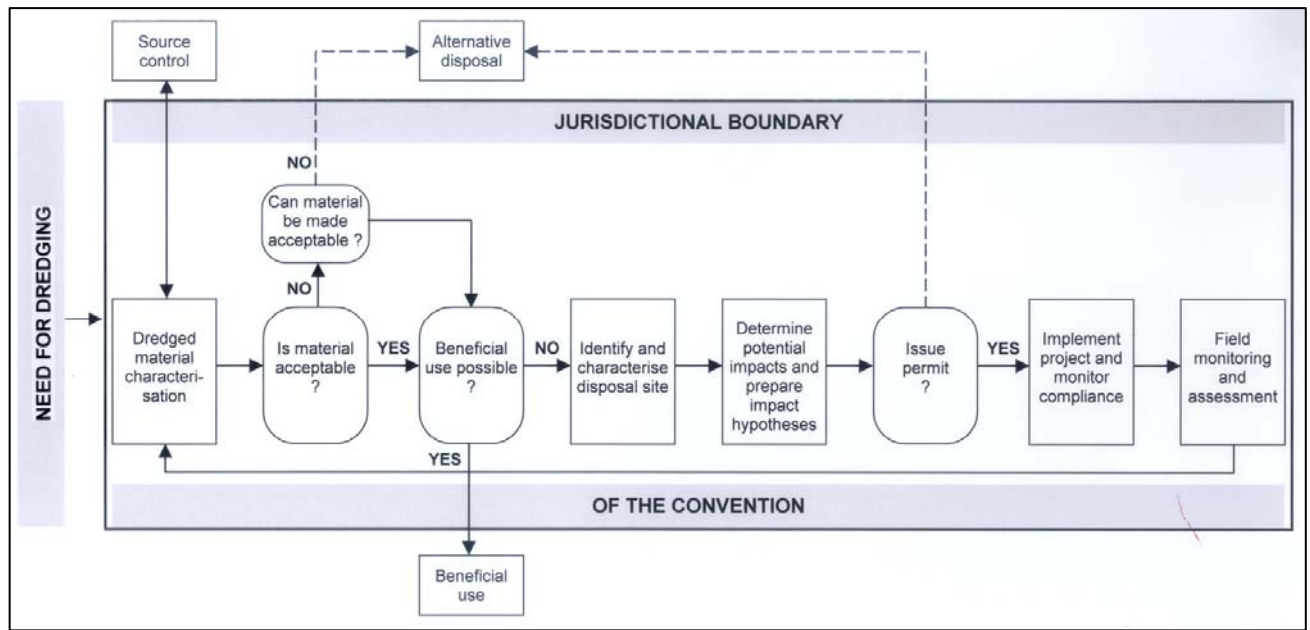 Source
control
Alternative
disposal
JURISDICTIONAL BOUNDARY
NEED FOR DREDGING
NO
Can material
be made
acceptable ?
NO
Dredged
material
characteri-
sation
Is material
acceptable
?
YES
Beneficial
use possible
?
NO
Identify and
characterise
disposal site
Determine
potential
impacts and
prepare
impact
hypotheses
Issue
permit
?
YES
Implement
project and
monitor
compliance
Field
monitoring
and
assessment
YES
OF THE CONVENTION
Beneficial
use